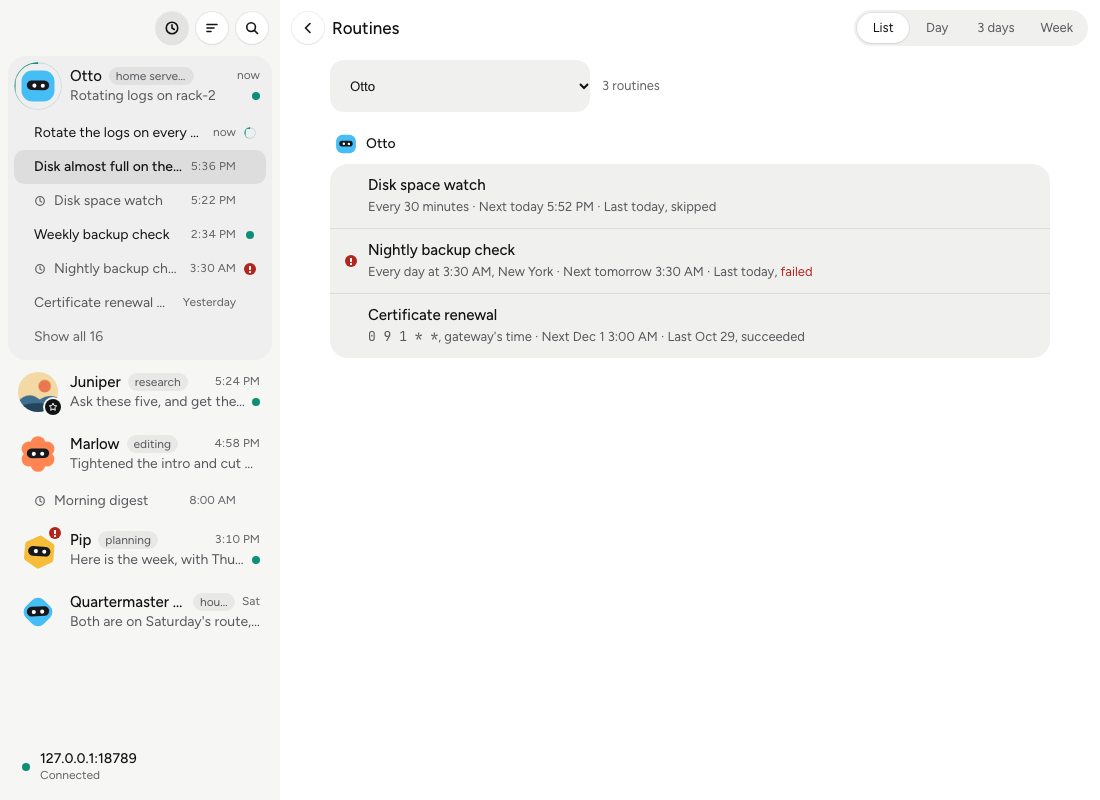 Routines
List Day 3 days Week
Otto home serve... now
Rotating logs on rack-2
Rotate the logs on every ... now
Disk almost full on the... 5:36 PM
Disk space watch 5:22 PM
Weekly backup check 2:34 PM
Nightly backup ch... 3:30 AM
Certificate renewal ... Yesterday
Show all 16
Juniper research 5:24 PM
Ask these five, and get the...
Marlow editing 4:58 PM
Tightened the intro and cut ...
Morning digest 8:00 AM
Pip planning 3:10 PM
Here is the week, with Thu...
Quartermaster ... hou... Sat
Both are on Saturday's route,...
127.0.0.1:18789
Connected
Otto 3 routines
Otto
Disk space watch
Every 30 minutes · Next today 5:52 PM · Last today, skipped
Nightly backup check
Every day at 3:30 AM, New York · Next tomorrow 3:30 AM · Last today, failed
Certificate renewal
0 9 1 * *, gateway's time · Next Dec 1 3:00 AM · Last Oct 29, succeeded